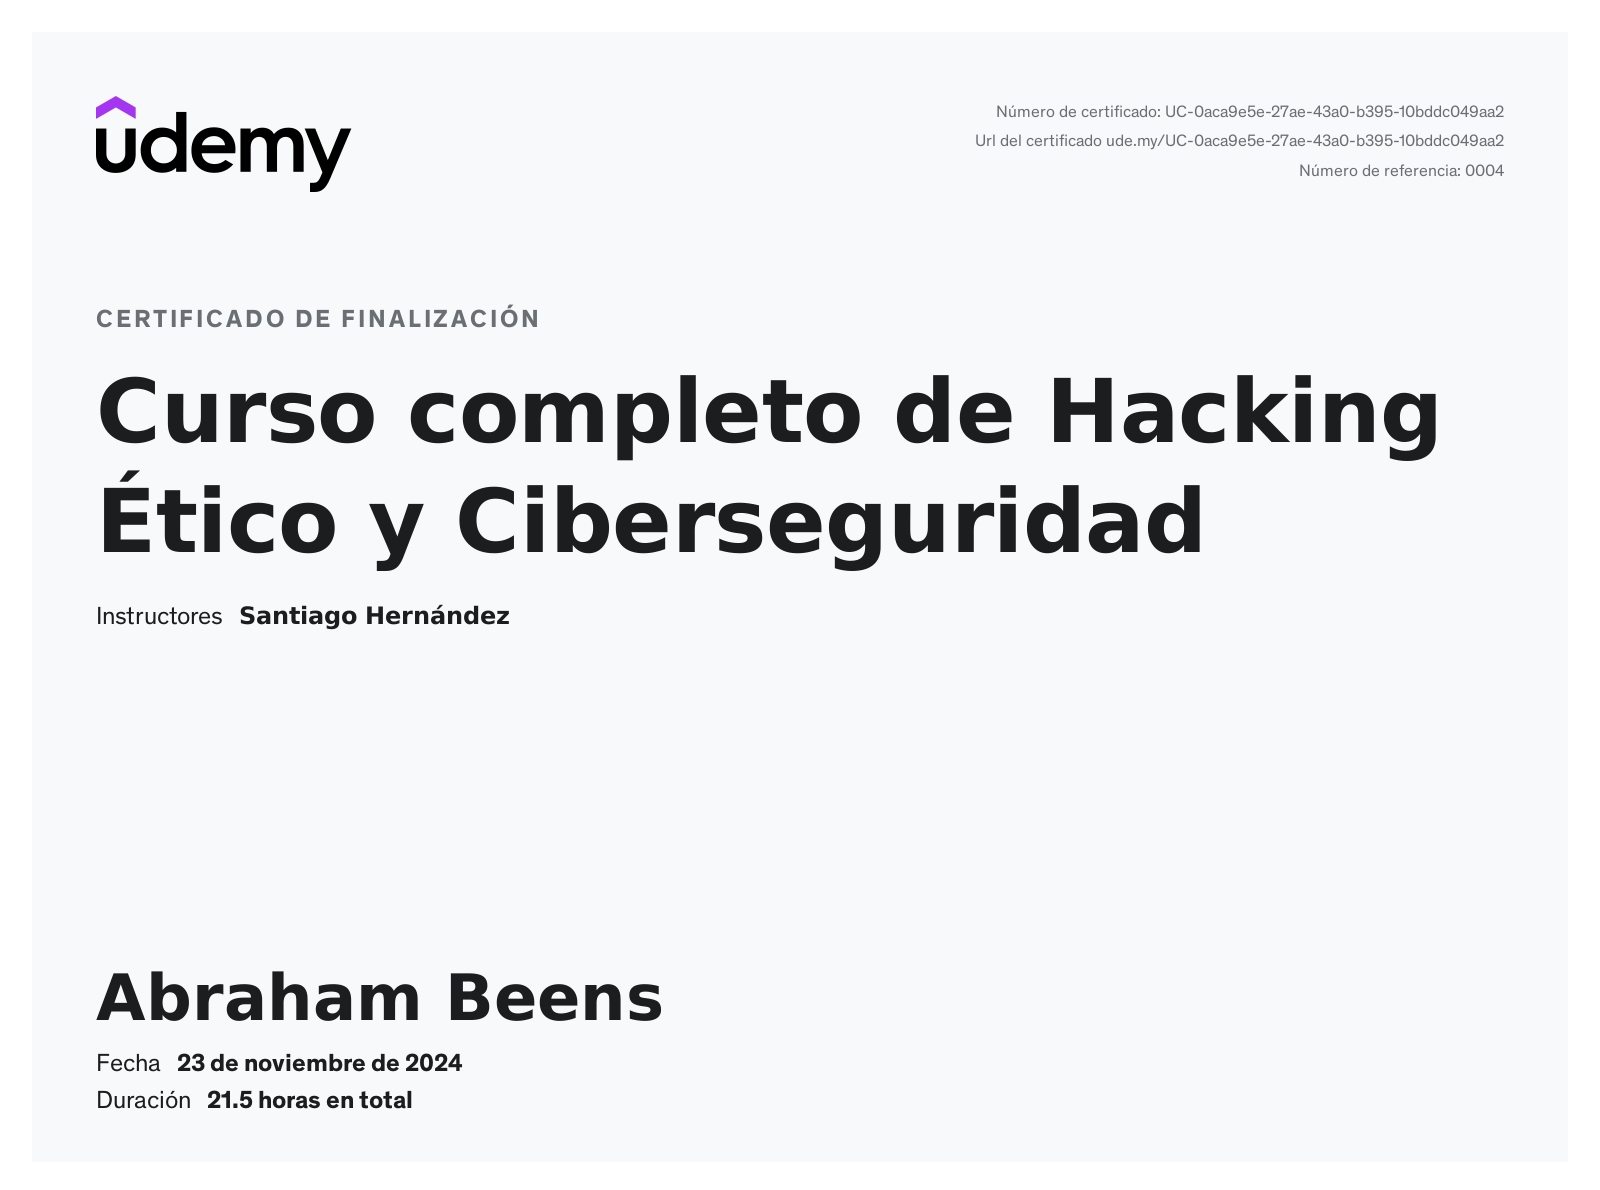 udemy
Número de certificado: UC-0aca9e5e-27ae-43a0-b395-10bddc049aa2
Url del certificado ude.my/UC-0aca9e5e-27ae-43a0-b395-10bddc049aa2
Número de referencia: 0004
CERTIFICADO DE FINALIZACIÓN
Curso completo de Hacking
Ético y Ciberseguridad
Instructores Santiago Hernández
Abraham Beens
Fecha 23 de noviembre de 2024
Duración 21.5 horas en total